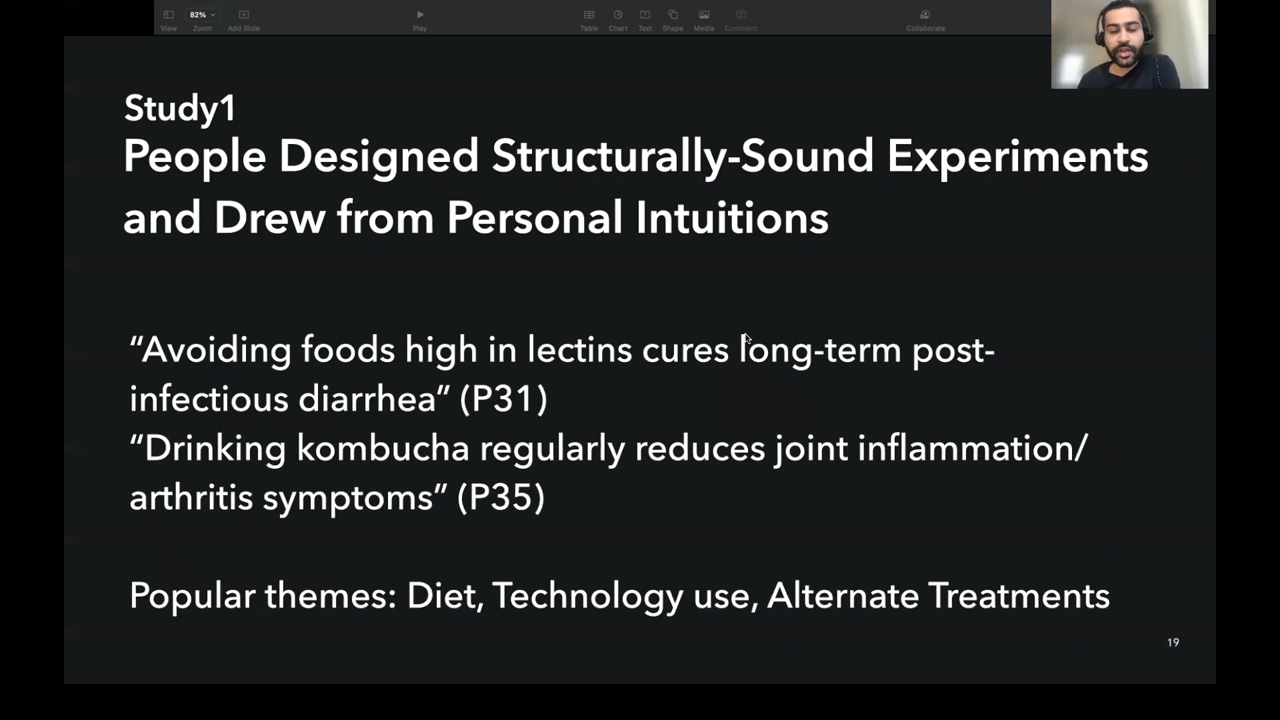 82%
View
Zoom
Add Slide
Play
Table
Chart
Text
Shape
Media
Comment
Collaborate
Study1
People Designed Structurally-Sound Experiments
and Drew from Personal Intuitions
“Avoiding foods high in lectins cures long-term post-
infectious diarrhea” (P31)
“Drinking kombucha regularly reduces joint inflammation/
arthritis symptoms” (P35)
Popular themes: Diet, Technology use, Alternate Treatments
19